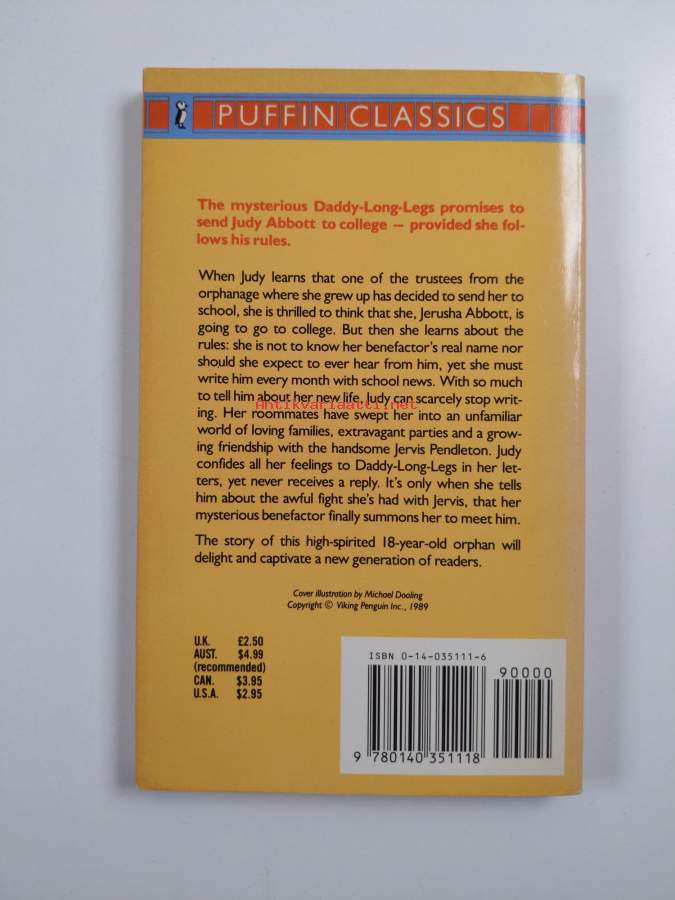 PUFFIN CLASSICS
The mysterious Daddy-Long-Legs promises to
send Judy Abbott to college — provided she fol-
lows his rules.
When Judy learns that one of the trustees from the
orphanage where she grew up has decided to send her to
school, she is thrilled to think that she, Jerusha Abbott, is
going to go to college. But then she learns about the
rules: she is not to know her benefactor's real name nor
should she expect to ever hear from him, yet she must
write him every month with school news. With so much
to tell him about her new life, Judy can scarcely stop writ-
Antikvariaatti.net
ing. Her roommates have swept her into an unfamiliar
world of loving families, extravagant parties and a grow-
ing friendship with the handsome Jervis Pendleton. Judy
confides all her feelings to Daddy-Long-Legs in her let-
ters, yet never receives a reply. It's only when she tells
him about the awful fight she's had with Jervis, that her
mysterious benefactor finally summons her to meet him.
The story of this high-spirited 18-year-old orphan will
delight and captivate a new generation of readers.
Cover illustration by Michael Dooling
Copyright © Viking Penguin Inc., 1989
U.K. £2.50
AUST. $4.99
(recommended)
CAN. $3.95
U.S.A. $2.95
ISBN 0-14-035111-6
90000
9 780140 351118